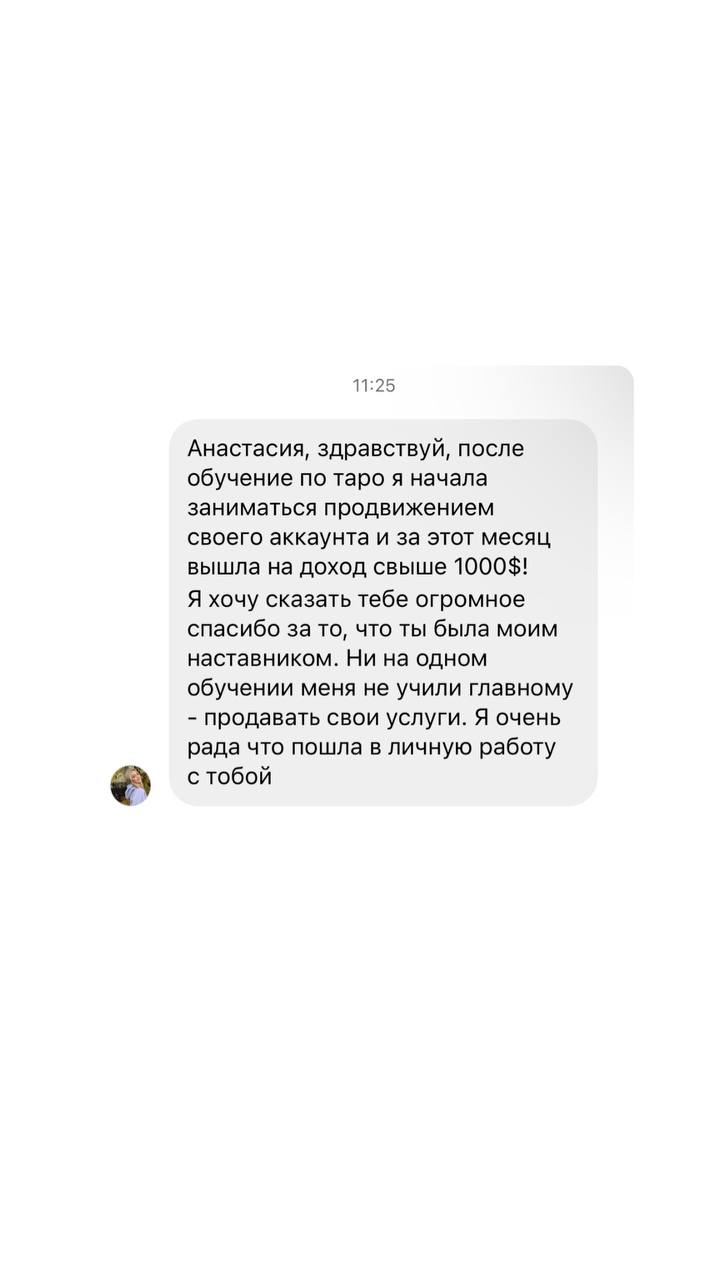 11:25
Анастасия, здравствуй, после
обучение по таро я начала
заниматься продвижением
своего аккаунта и за этот месяц
вышла на доход свыше 1000$!
Я хочу сказать тебе огромное
спасибо за то, что ты была моим
наставником. Ни на одном
обучении меня не учили главному
- продавать свои услуги. Я очень
рада что пошла в личную работу
с тобой